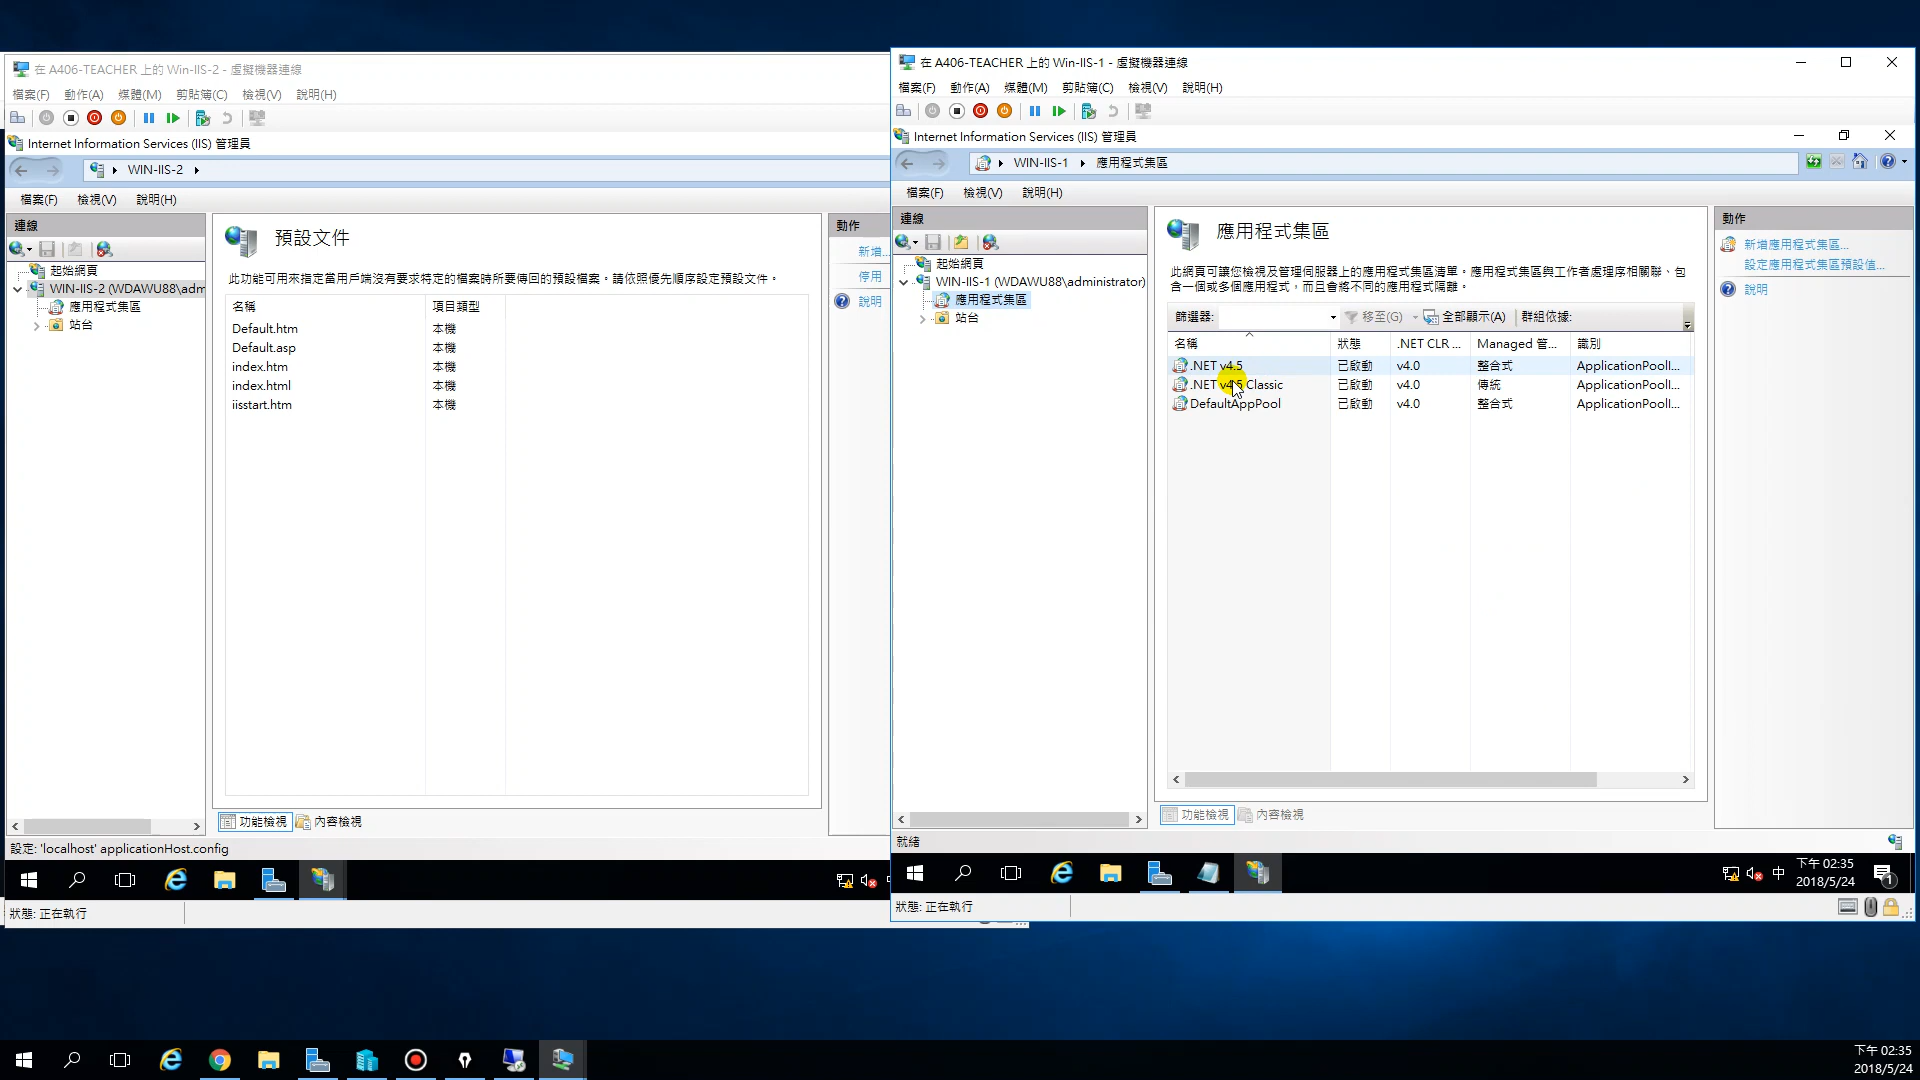 在 A406-TEACHER 上的 Win-IIS-2 - 虛擬機器連線
檔案(F) 動作(A) 媒體(M) 剪貼簿(C) 檢視(V) 說明(H)
Internet Information Services (IIS) 管理員
WIN-IIS-2
檔案(F) 檢視(V) 說明(H)
連線
起始網頁
WIN-IIS-2 (WDAWU88\adm
應用程式集區
站台
預設文件
此功能可用來指定當用戶端沒有要求特定的檔案時所要傳回的預設檔案。請依照優先順序設定預設文件。
名稱 項目類型
Default.htm 本機
Default.asp 本機
index.htm 本機
index.html 本機
iisstart.htm 本機
動作
新增...
停用
說明
功能檢視 內容檢視
設定: 'localhost' applicationHost.config
狀態: 正在執行
在 A406-TEACHER 上的 Win-IIS-1 - 虛擬機器連線
檔案(F) 動作(A) 媒體(M) 剪貼簿(C) 檢視(V) 說明(H)
Internet Information Services (IIS) 管理員
WIN-IIS-1 應用程式集區
檔案(F) 檢視(V) 說明(H)
連線
起始網頁
WIN-IIS-1 (WDAWU88\administrator)
應用程式集區
站台
應用程式集區
此網頁可讓您檢視及管理伺服器上的應用程式集區清單。應用程式集區與工作者處理序相關聯、包
含一個或多個應用程式，而且會將不同的應用程式隔離。
篩選器: 移至(G) 全部顯示(A) 群組依據:
名稱 狀態 .NET CLR ... Managed 管... 識別
.NET v4.5 已啟動 v4.0 整合式 ApplicationPoolI...
.NET v4.5 Classic 已啟動 v4.0 傳統 ApplicationPoolI...
DefaultAppPool 已啟動 v4.0 整合式 ApplicationPoolI...
動作
新增應用程式集區...
設定應用程式集區預設值...
說明
功能檢視 內容檢視
就緒
中 下午 02:35
2018/5/24
1
狀態: 正在執行
下午 02:35
2018/5/24